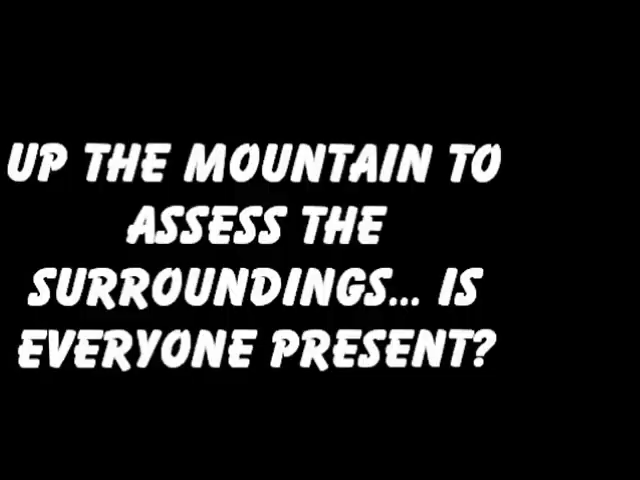 UP THE MOUNTAIN TO
ASSESS THE
SURROUNDINGS... IS
EVERYONE PRESENT?